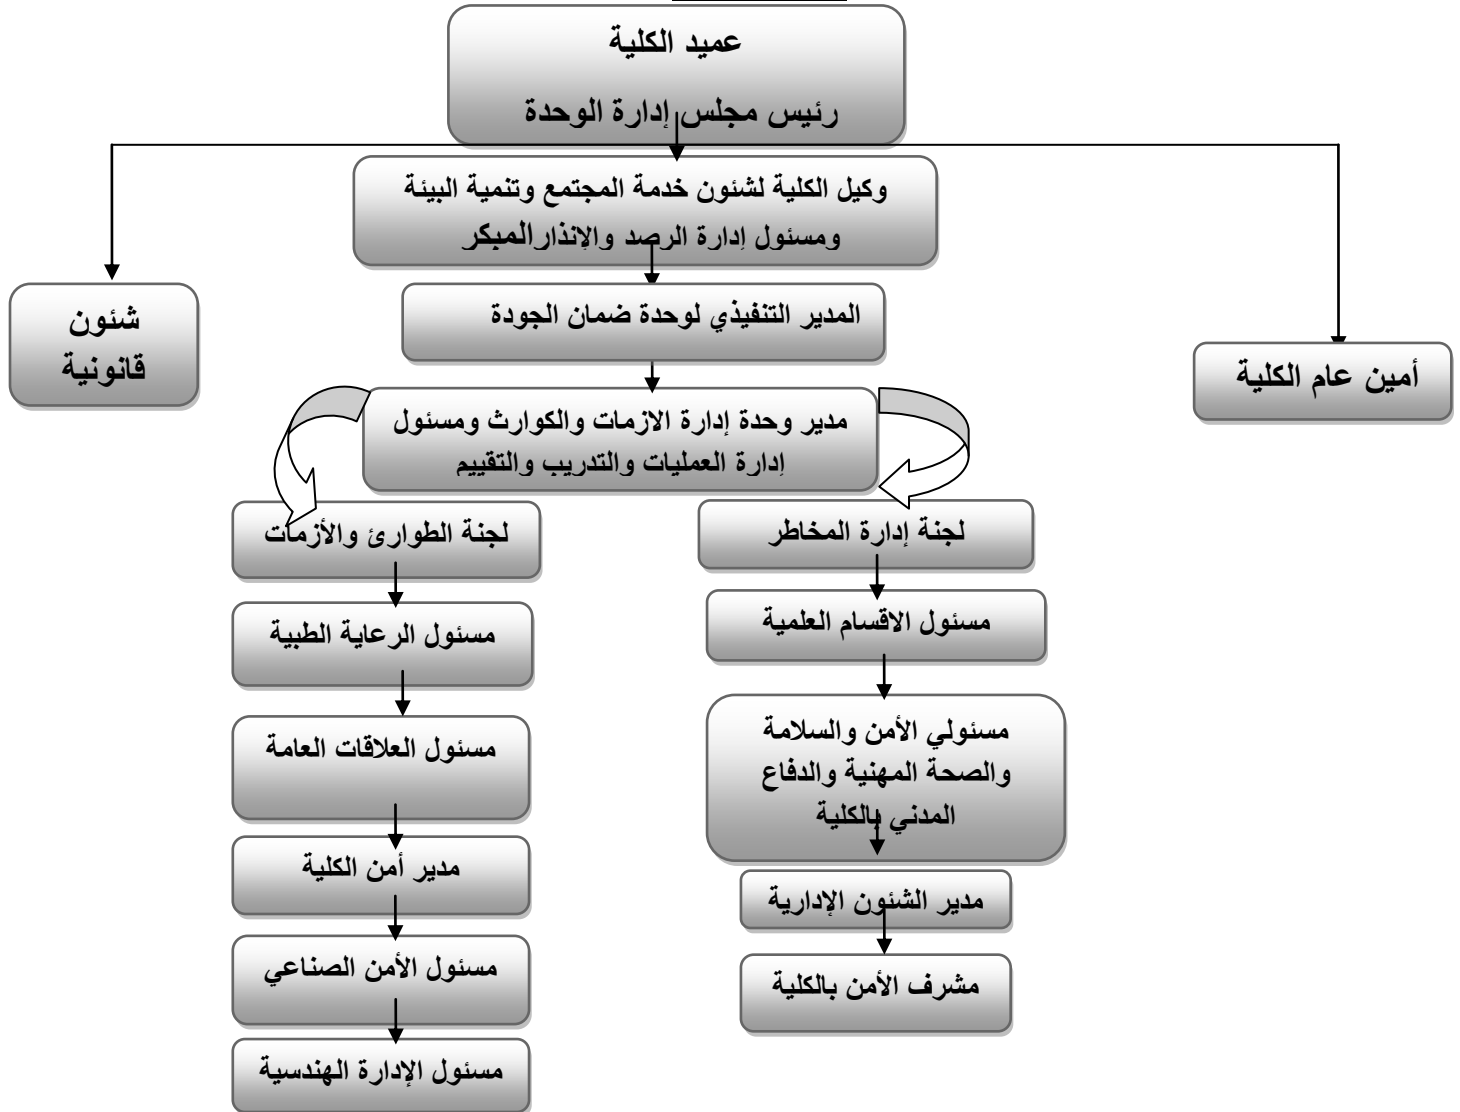 عميد الكلية
رئيس مجلس إدارة الوحدة
وكيل الكلية لشئون خدمة المجتمع وتنمية البيئة
ومسئول إدارة الرصد والإنذار المبكر
شئون
قانونية
المدير التنفيذي لوحدة ضمان الجودة
أمين عام الكلية
مدير وحدة إدارة الازمات والكوارث ومسئول
إدارة العمليات والتدريب والتقييم
لجنة إدارة المخاطر
مسئول الاقسام العلمية
مسئولي الأمن والسلامة
والصحة المهنية والدفاع
المدني بالكلية
مدير الشئون الإدارية
مشرف الأمن بالكلية
لجنة الطوارئ والأزمات
مسئول الرعاية الطبية
مسئول العلاقات العامة
مدير أمن الكلية
مسئول الأمن الصناعي
مسئول الإدارة الهندسية